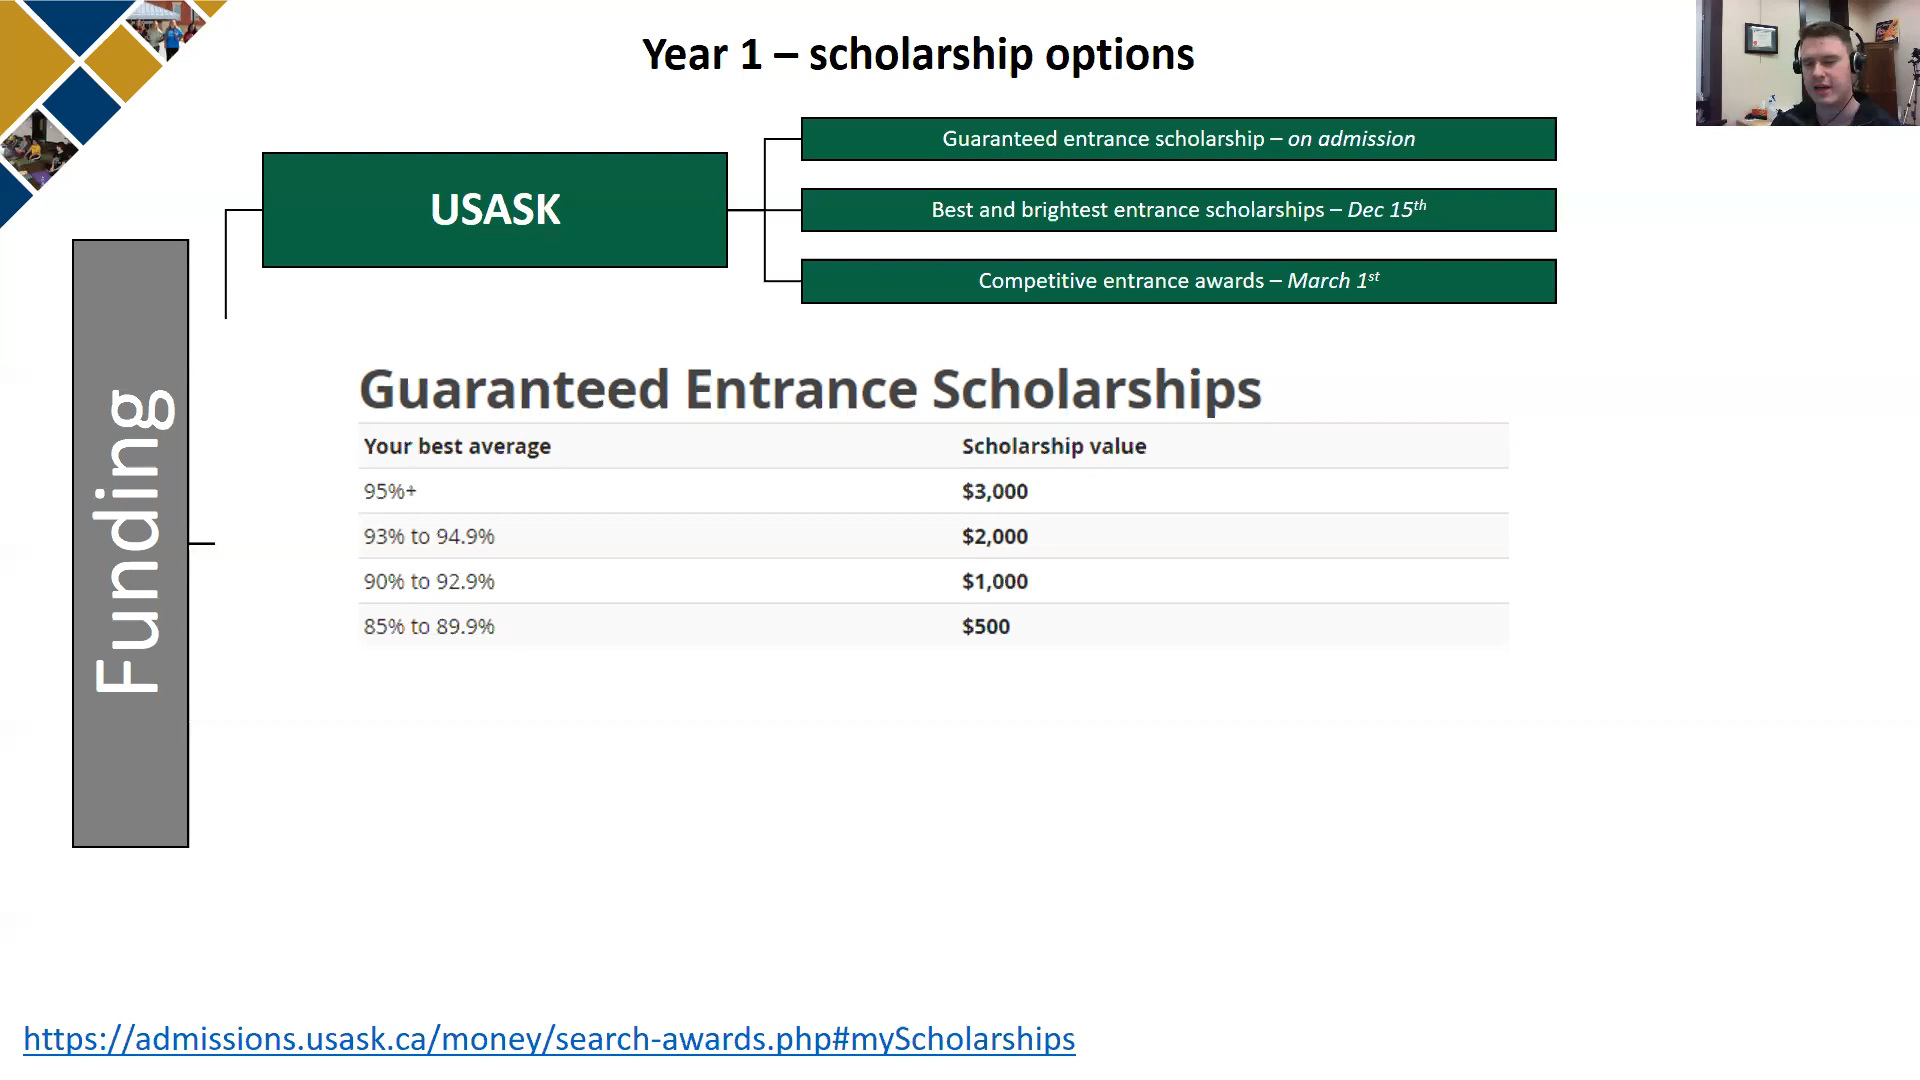 Year 1 – scholarship options
Guaranteed entrance scholarship – on admission
USASK
Best and brightest entrance scholarships – Dec 15th
Competitive entrance awards – March 1st
Funding
Guaranteed Entrance Scholarships
Your best average Scholarship value
95%+ $3,000
93% to 94.9% $2,000
90% to 92.9% $1,000
85% to 89.9% $500
https://admissions.usask.ca/money/search-awards.php#myScholarships